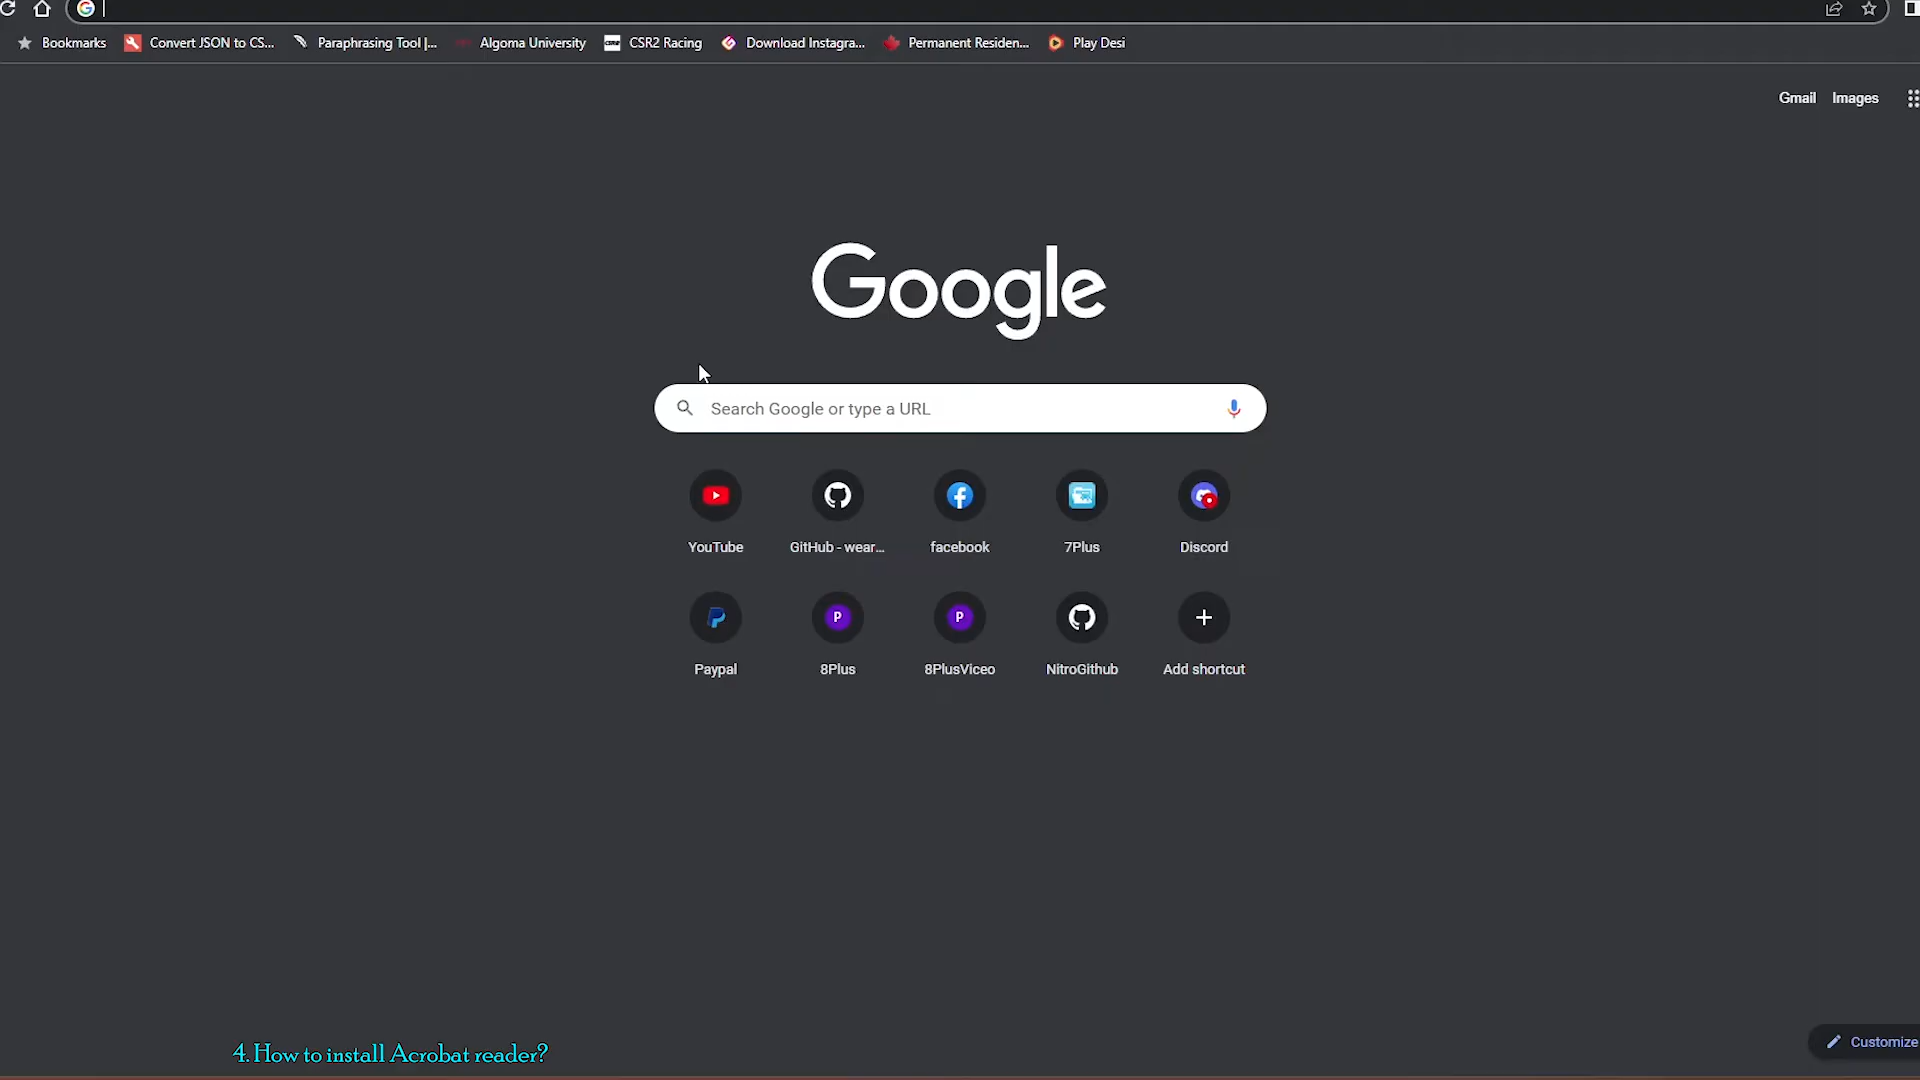 Bookmarks Convert JSON to CS... Paraphrasing Tool |... Algoma University CSR2 Racing Download Instagra... Permanent Residen... Play Desi
Gmail Images
Google
Search Google or type a URL
YouTube GitHub - wear... facebook 7Plus Discord
P P
Paypal 8Plus 8PlusViceo NitroGithub Add shortcut
Customize
4. How to install Acrobat reader?